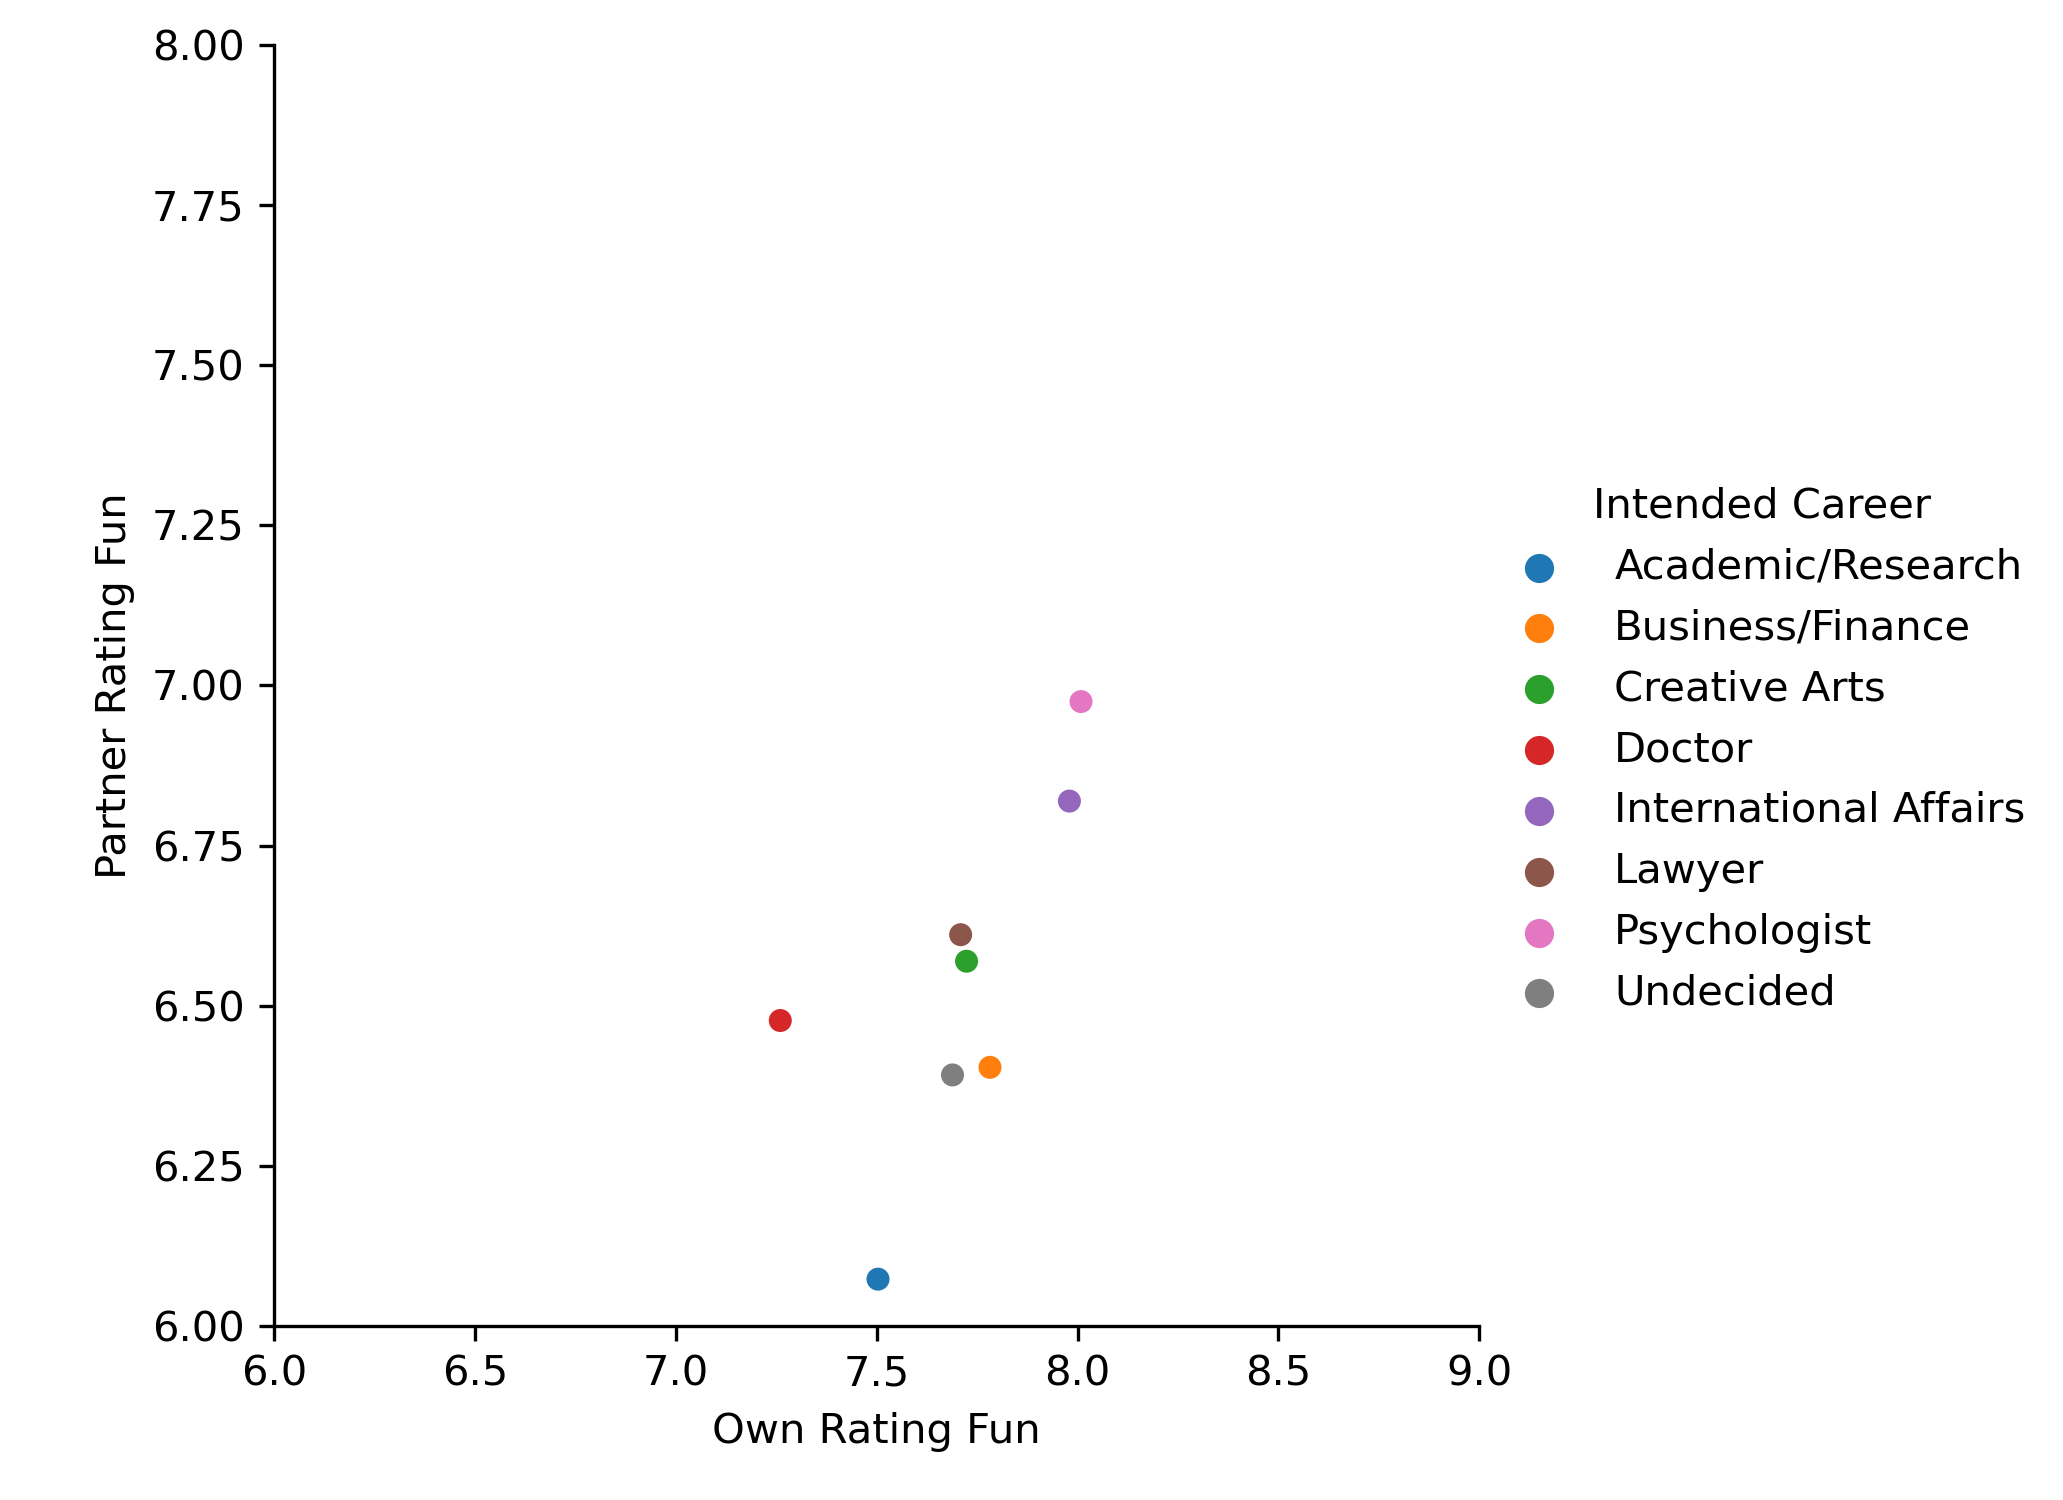 8.00
7.75
7.50
7.25
7.00
6.75
6.50
6.25
6.00
Partner Rating Fun
6.0 6.5 7.0 7.5 8.0 8.5 9.0
Own Rating Fun
Intended Career
Academic/Research
Business/Finance
Creative Arts
Doctor
International Affairs
Lawyer
Psychologist
Undecided